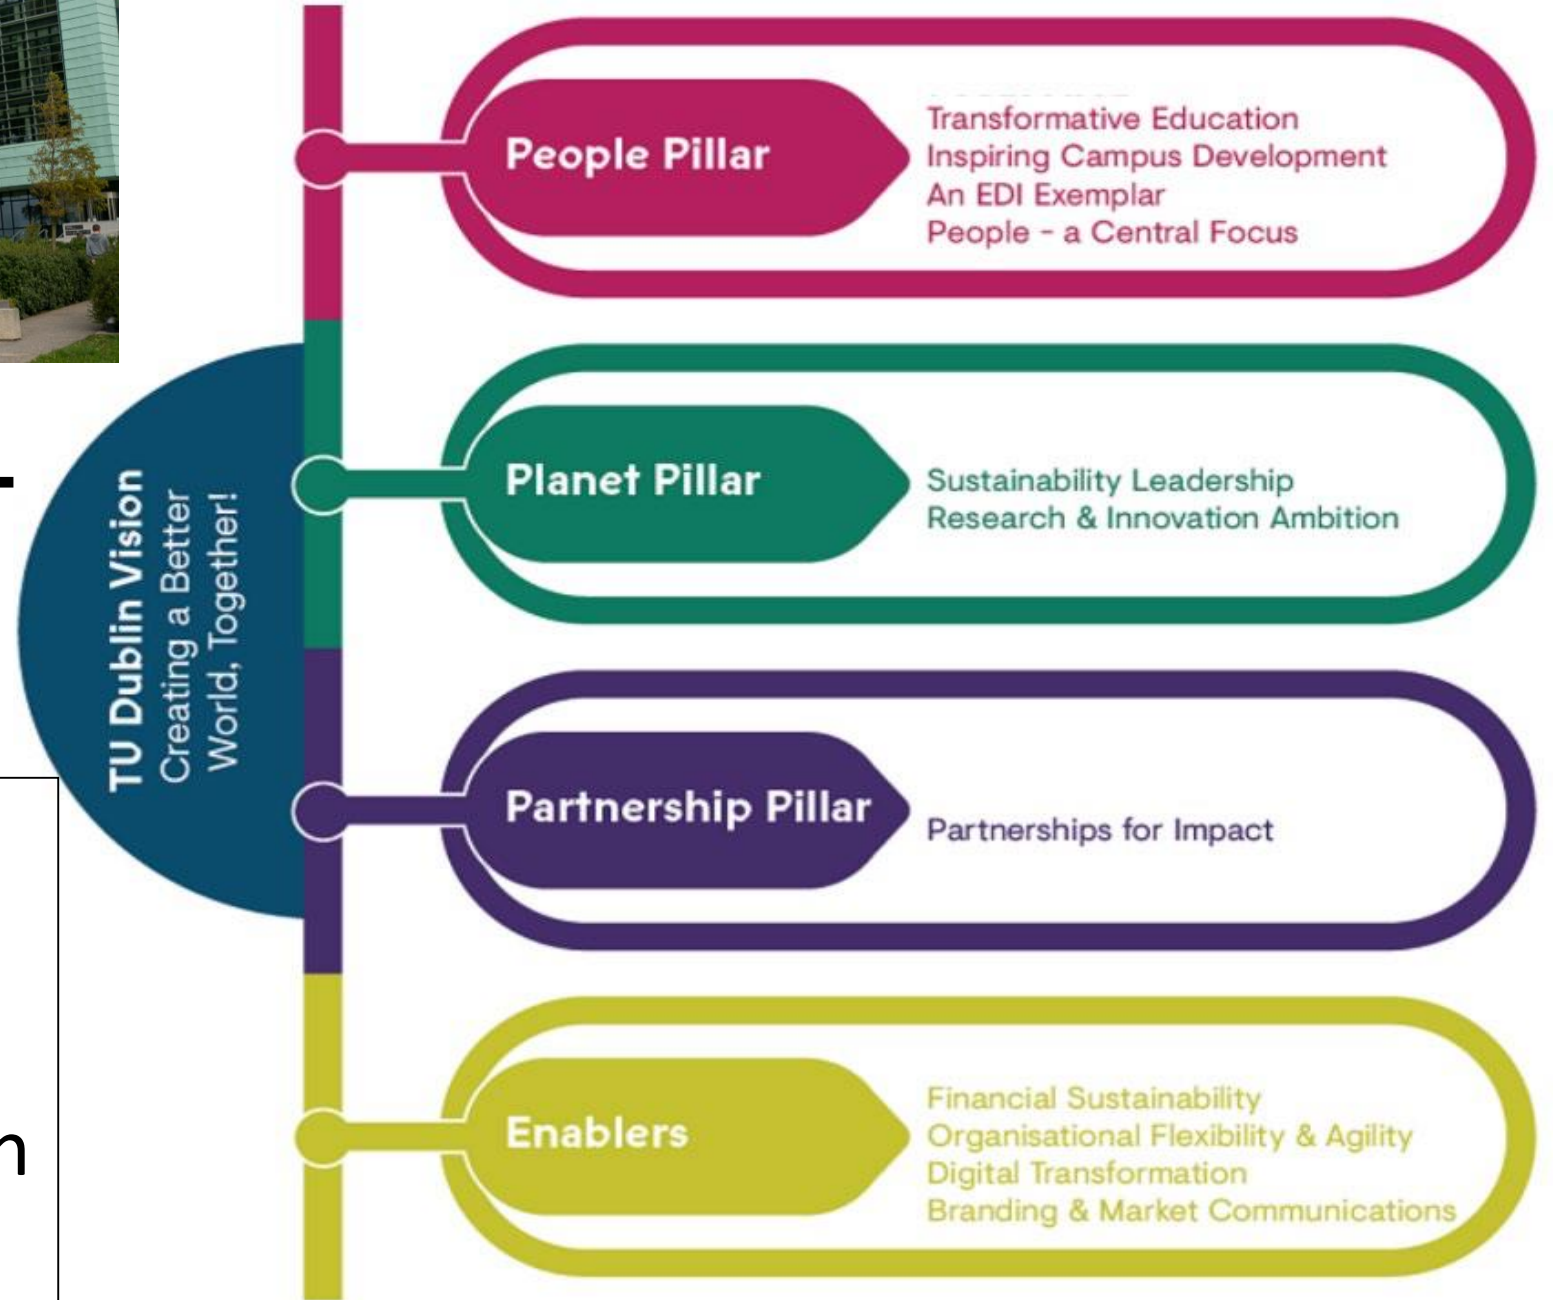 TU Dublin Vision
Creating a Better
World, Together!
People Pillar
Transformative Education
Inspiring Campus Development
An EDI Exemplar
People - a Central Focus
Planet Pillar
Sustainability Leadership
Research & Innovation Ambition
Partnership Pillar
Partnerships for Impact
Enablers
Financial Sustainability
Organisational Flexibility & Agility
Digital Transformation
Branding & Market Communications
n